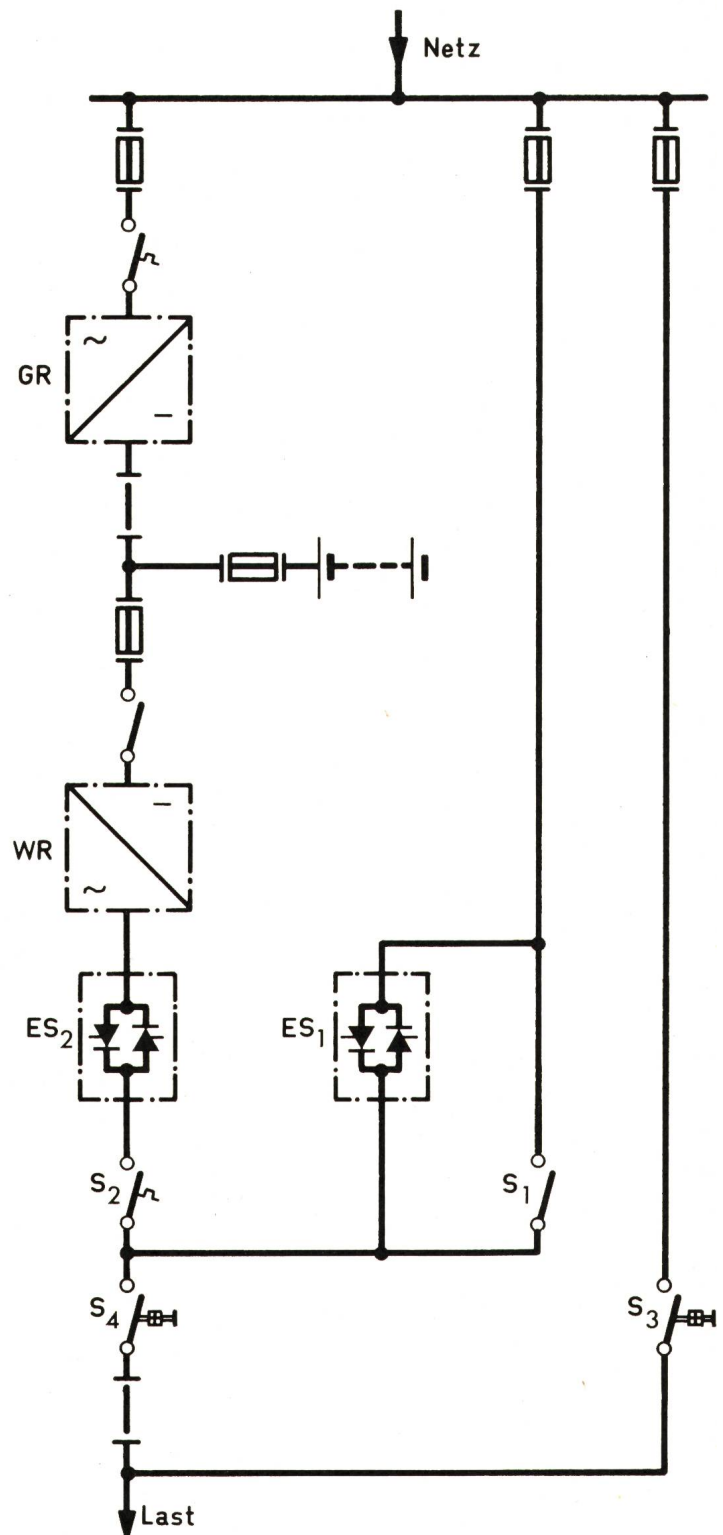 Netz
GR
~
–
–
WR
~
ES₂
ES₁
S₂
S₁
S₄
S₃
Last